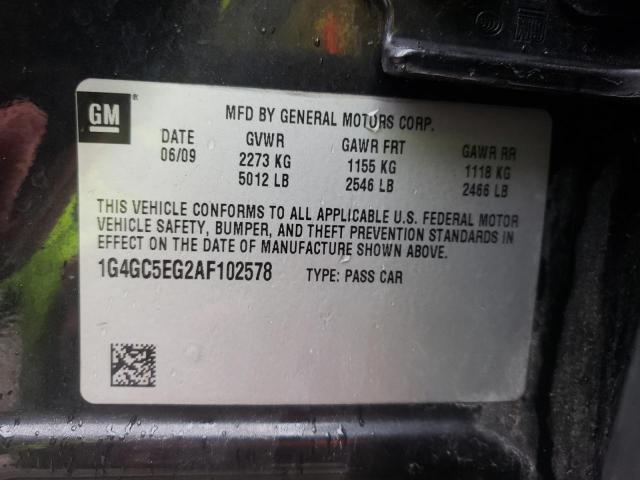 GM ®
MFD BY GENERAL MOTORS CORP.
DATE GVWR GAWR FRT GAWR RR
06/09 2273 KG 1155 KG 1118 KG
5012 LB 2546 LB 2466 LB
THIS VEHICLE CONFORMS TO ALL APPLICABLE U.S. FEDERAL MOTOR
VEHICLE SAFETY, BUMPER, AND THEFT PREVENTION STANDARDS IN
EFFECT ON THE DATE OF MANUFACTURE SHOWN ABOVE.
1G4GC5EG2AF102578 TYPE: PASS CAR